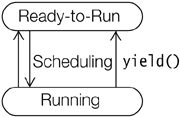 Ready-to-Run
Scheduling yield()
Running